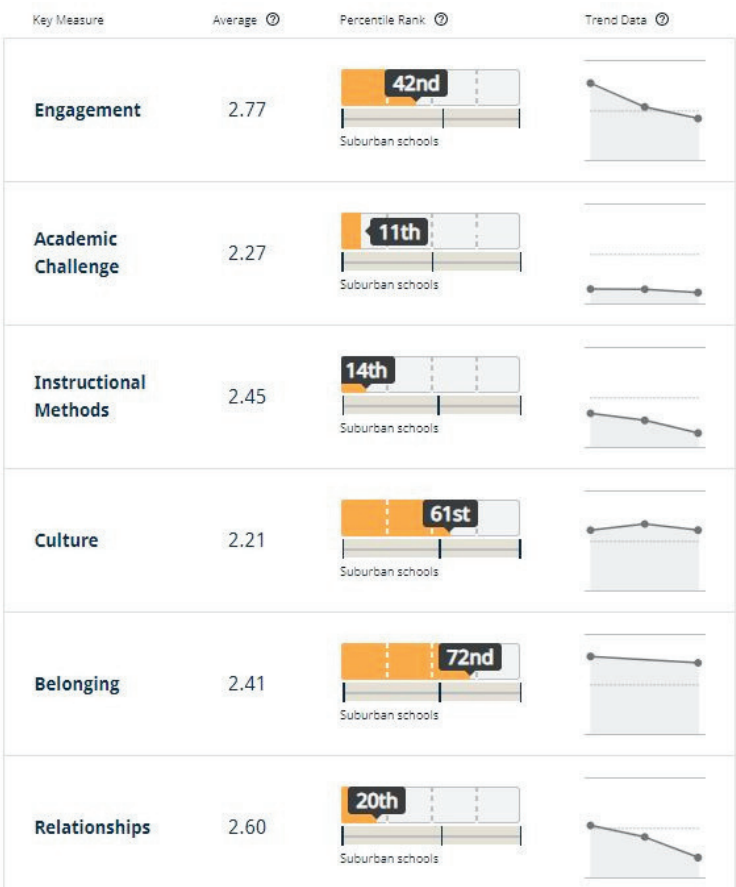 Key Measure Average ? Percentile Rank ? Trend Data ?
Engagement 2.77 42nd
Suburban schools
Academic
Challenge 2.27 11th
Suburban schools
Instructional
Methods 2.45 14th
Suburban schools
Culture 2.21 61st
Suburban schools
Belonging 2.41 72nd
Suburban schools
Relationships 2.60 20th
Suburban schools